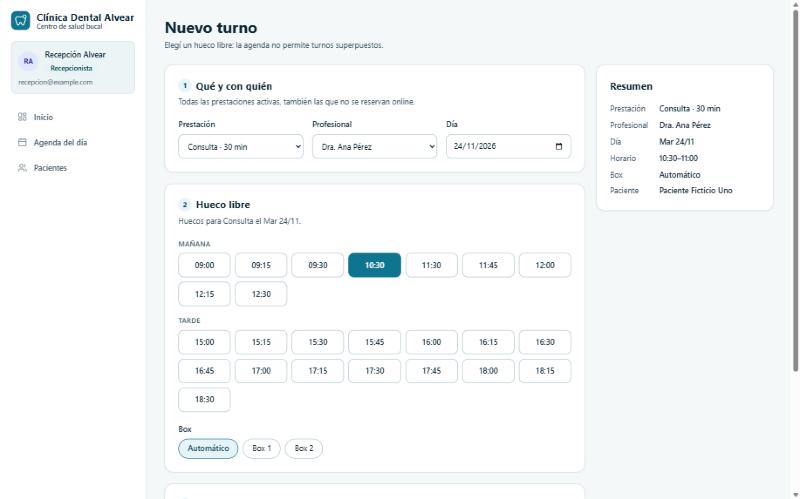 Clínica Dental Alvear
Centro de salud bucal
RA
Recepción Alvear
Recepcionista
recepcion@example.com
Inicio
Agenda del día
Pacientes
Nuevo turno
Elegí un hueco libre: la agenda no permite turnos superpuestos.
1 Qué y con quién
Todas las prestaciones activas, también las que no se reservan online.
Prestación Profesional Día
Consulta · 30 min Dra. Ana Pérez 24/11/2026
2 Hueco libre
Huecos para Consulta el Mar 24/11.
MAÑANA
09:00 09:15 09:30 10:30 11:30 11:45 12:00
12:15 12:30
TARDE
15:00 15:15 15:30 15:45 16:00 16:15 16:30
16:45 17:00 17:15 17:30 17:45 18:00 18:15
18:30
Box
Automático Box 1 Box 2
Resumen
Prestación Consulta · 30 min
Profesional Dra. Ana Pérez
Día Mar 24/11
Horario 10:30–11:00
Box Automático
Paciente Paciente Ficticio Uno